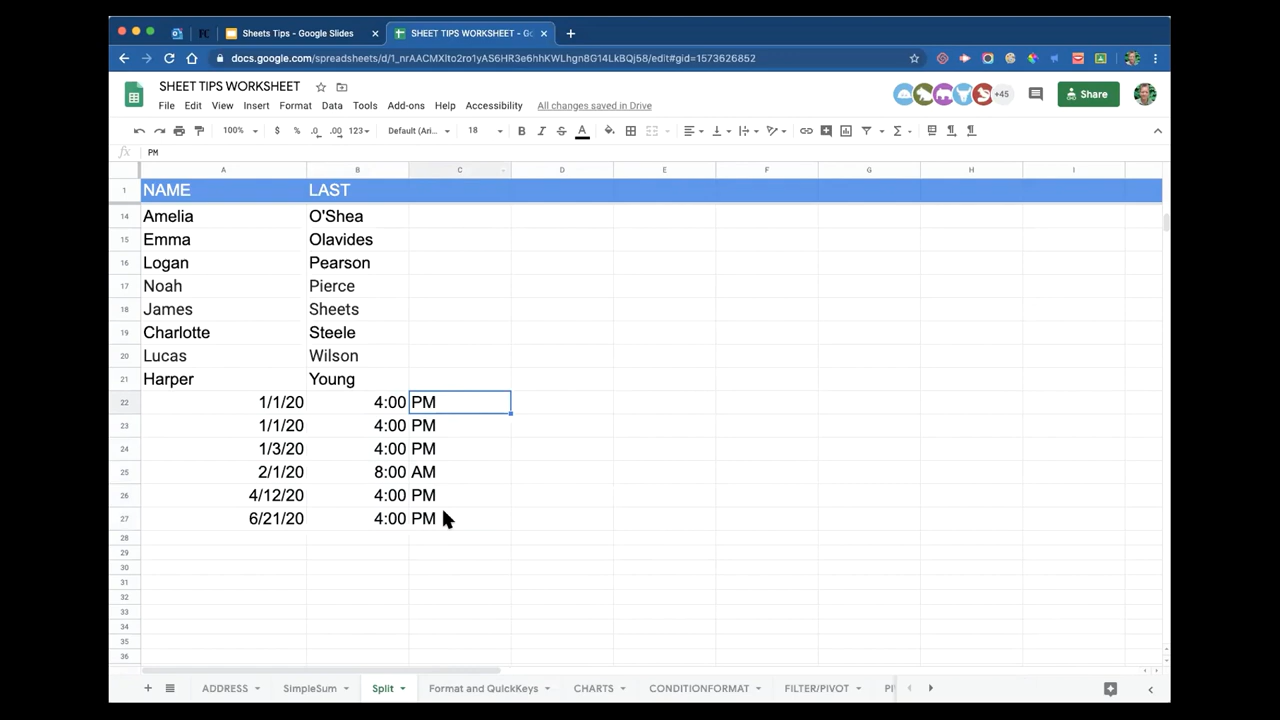 Sheets Tips - Google Slides
SHEET TIPS WORKSHEET - Go
docs.google.com/spreadsheets/d/1_nrAACMXIto2ro1yAS6HR3e6hhKWLhgn8G14LkBQj58/edit#gid=1573626852
SHEET TIPS WORKSHEET
+45
Share
File Edit View Insert Format Data Tools Add-ons Help Accessibility All changes saved in Drive
100% $ % .0 .00 123 Default (Ari... 18 B I S A
fx PM
A B C D E F G H I
1 NAME LAST
14 Amelia O'Shea
15 Emma Olavides
16 Logan Pearson
17 Noah Pierce
18 James Sheets
19 Charlotte Steele
20 Lucas Wilson
21 Harper Young
22 1/1/20 4:00 PM
23 1/1/20 4:00 PM
24 1/3/20 4:00 PM
25 2/1/20 8:00 AM
26 4/12/20 4:00 PM
27 6/21/20 4:00 PM
28
29
30
31
32
33
34
35
36
ADDRESS SImpleSum Split Format and QuickKeys CHARTS CONDITIONFORMAT FILTER/PIVOT